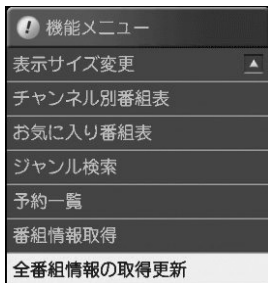 機能メニュー
表示サイズ変更
チャンネル別番組表
お気に入り番組表
ジャンル検索
予約一覧
番組情報取得
全番組情報の取得更新